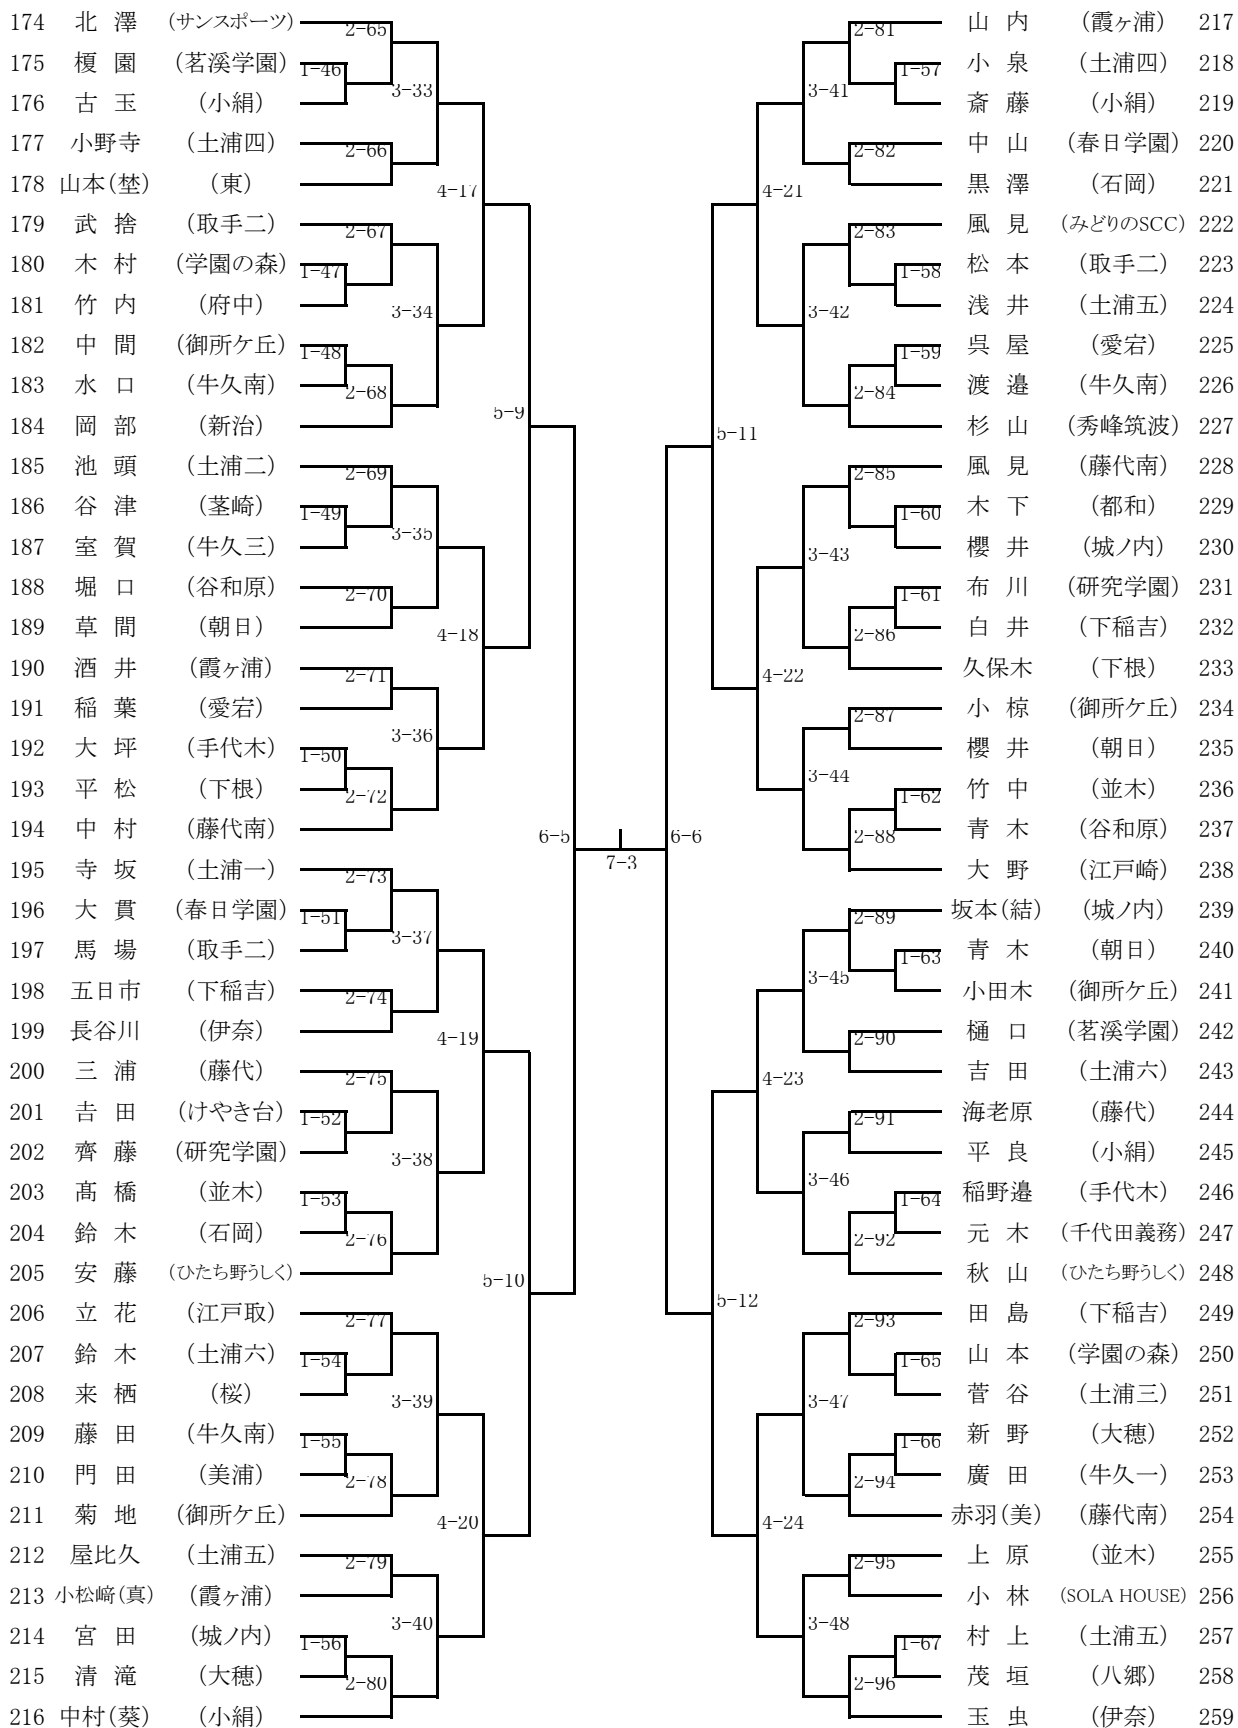 174 北澤 (サンスポーツ) 2-65 2-81 山内 (霞ヶ浦) 217
175 榎園 (茗溪学園) 1-46 1-57 小泉 (土浦四) 218
3-33 3-41
176 古玉 (小絹) 斎藤 (小絹) 219
177 小野寺 (土浦四) 2-66 2-82 中山 (春日学園) 220
178 山本(埜) (東) 4-17 4-21 黒澤 (石岡) 221
179 武捨 (取手二) 2-67 2-83 風見 (みどりのSCC) 222
180 木村 (学園の森) 1-47 1-58 松本 (取手二) 223
181 竹内 (府中) 3-34 3-42 浅井 (土浦五) 224
182 中間 (御所ケ丘) 1-48 1-59 呉屋 (愛宕) 225
183 水口 (牛久南) 2-68 2-84 渡邉 (牛久南) 226
5-9 5-11
184 岡部 (新治) 杉山 (秀峰筑波) 227
185 池頭 (土浦二) 2-69 2-85 風見 (藤代南) 228
186 谷津 (茎崎) 1-49 1-60 木下 (都和) 229
3-35 3-43
187 室賀 (牛久三) 櫻井 (城ノ内) 230
188 堀口 (谷和原) 2-70 1-61 布川 (研究学園) 231
189 草間 (朝日) 4-18 2-86 白井 (下稲吉) 232
190 酒井 (霞ヶ浦) 2-71 4-22 久保木 (下根) 233
191 稲葉 (愛宕) 2-87 小椋 (御所ケ丘) 234
3-36
192 大坪 (手代木) 1-50 櫻井 (朝日) 235
3-44
193 平松 (下根) 2-72 1-62 竹中 (並木) 236
194 中村 (藤代南) 6-5 6-6 2-88 青木 (谷和原) 237
7-3
195 寺坂 (土浦一) 2-73 大野 (江戸崎) 238
196 大貫 (春日学園) 1-51 2-89 坂本(結) (城ノ内) 239
3-37
197 馬場 (取手二) 1-63 青木 (朝日) 240
3-45
198 五日市 (下稲吉) 2-74 小田木 (御所ケ丘) 241
199 長谷川 (伊奈) 4-19 2-90 樋口 (茗溪学園) 242
200 三浦 (藤代) 2-75 4-23 吉田 (土浦六) 243
201 吉田 (けやき台) 1-52 2-91 海老原 (藤代) 244
202 齊藤 (研究学園) 3-38 平良 (小絹) 245
3-46
203 髙橋 (並木) 1-53 1-64 稲野邉 (手代木) 246
204 鈴木 (石岡) 2-76 2-92 元木 (千代田義務) 247
205 安藤 (ひたち野うしく) 5-10 秋山 (ひたち野うしく) 248
5-12
206 立花 (江戸取) 2-77 2-93 田島 (下稲吉) 249
207 鈴木 (土浦六) 1-54 1-65 山本 (学園の森) 250
208 来栖 (桜) 3-39 3-47 菅谷 (土浦三) 251
209 藤田 (牛久南) 1-55 1-66 新野 (大穂) 252
210 門田 (美浦) 2-78 2-94 廣田 (牛久一) 253
211 菊地 (御所ケ丘) 4-20 4-24 赤羽(美) (藤代南) 254
212 屋比久 (土浦五) 2-79 2-95 上原 (並木) 255
213 小松﨑(真) (霞ヶ浦) 小林 (SOLA HOUSE) 256
3-40 3-48
214 宮田 (城ノ内) 1-56 1-67 村上 (土浦五) 257
215 清滝 (大穂) 2-80 2-96 茂垣 (八郷) 258
216 中村(葵) (小絹) 玉虫 (伊奈) 259